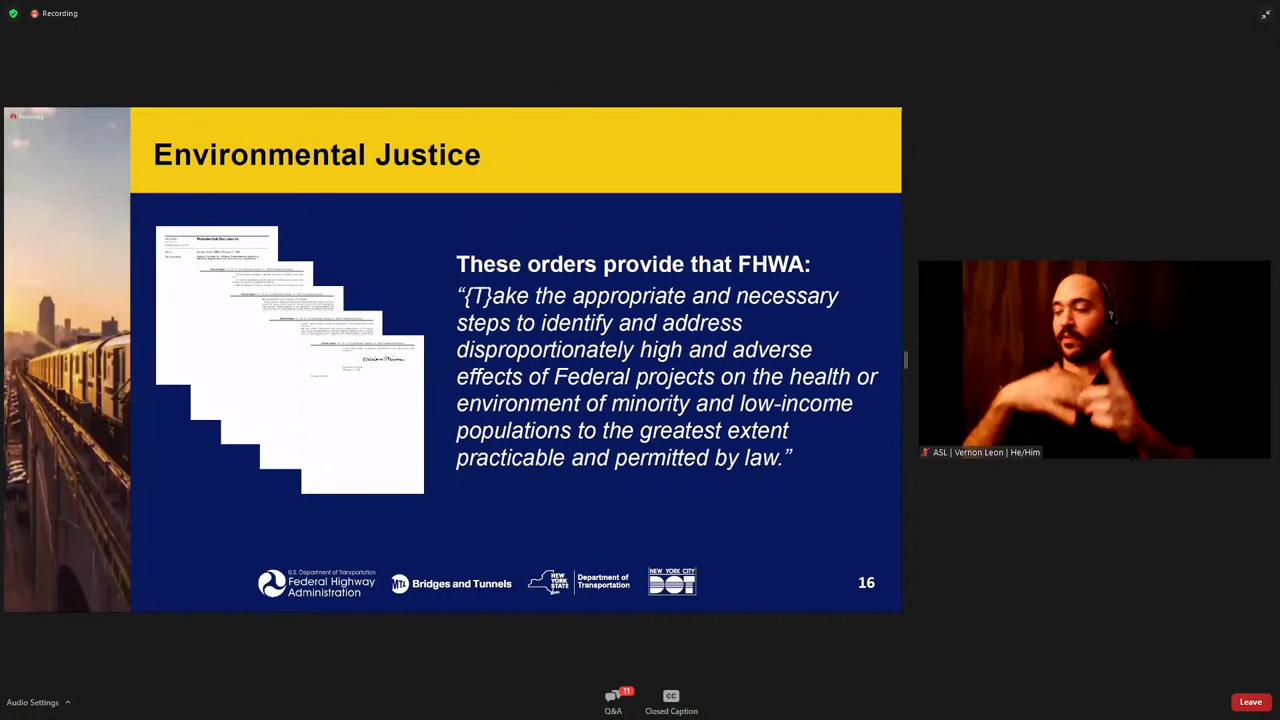 Recording
Recording
Environmental Justice
Presidential Documents
These orders provide that FHWA:
“(T)ake the appropriate and necessary
steps to identify and address
disproportionately high and adverse
effects of Federal projects on the health or
environment of minority and low-income
populations to the greatest extent
practicable and permitted by law.”
U.S. Department of Transportation
Federal Highway
Administration
MTA Bridges and Tunnels
NEW
YORK
STATE
Department of
Transportation
NEW YORK CITY
DOT
16
ASL | Vernon Leon | He/Him
11
CC
Audio Settings
Q&A
Closed Caption
Leave